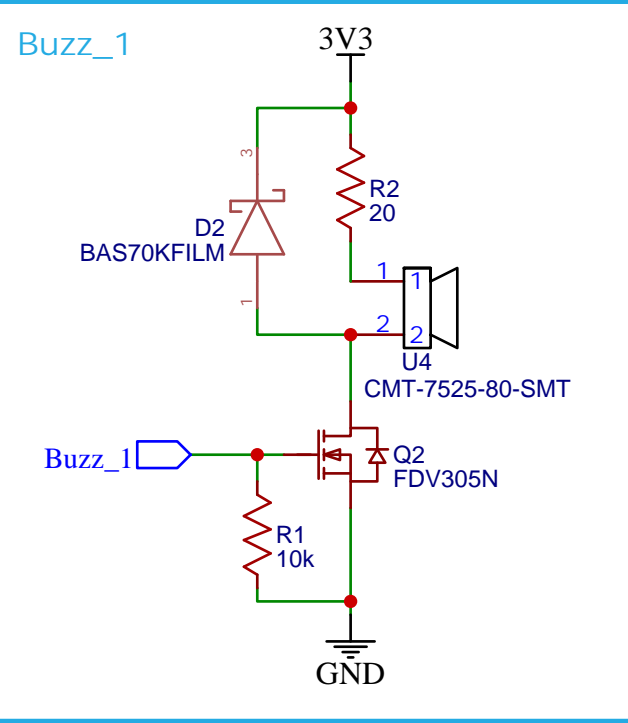 Buzz_1
3V3
3
R2
20
D2
BAS70KFILM
1
1
1
2
2
U4
CMT-7525-80-SMT
Buzz_1
Q2
FDV305N
R1
10k
GND